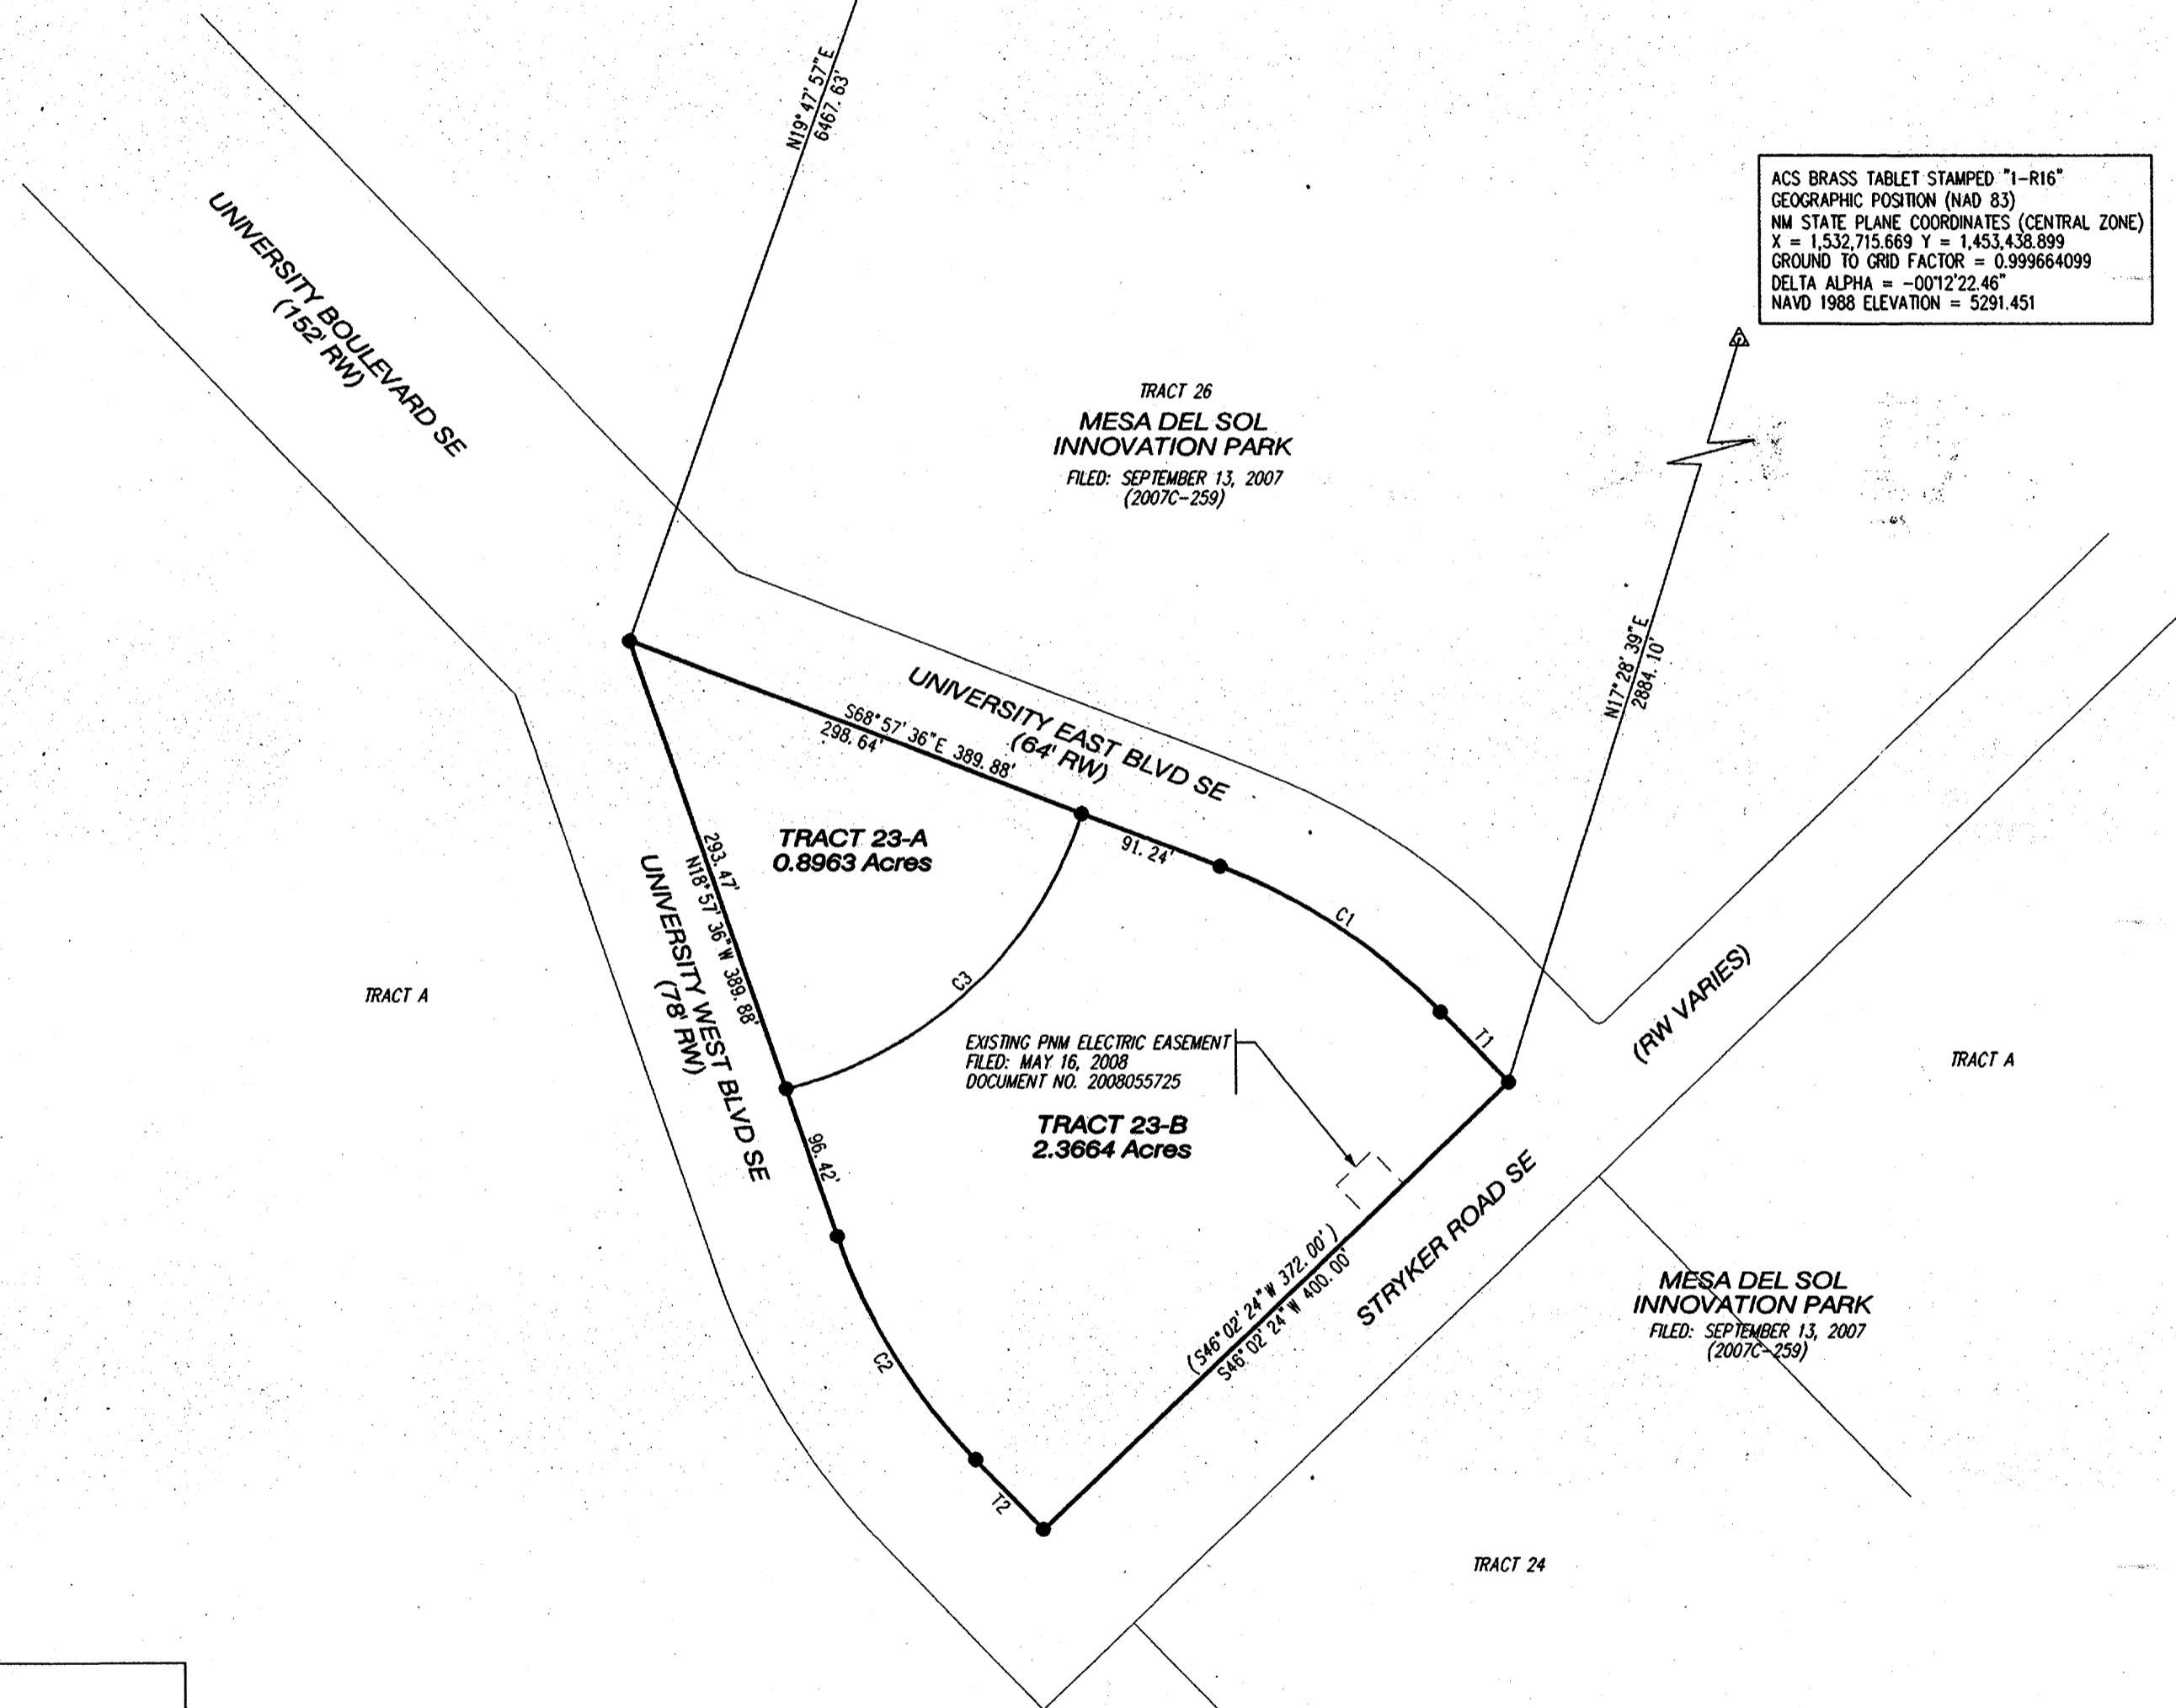 N19°47'57"E
6467.63'
ACS BRASS TABLET STAMPED "1-R16"
GEOGRAPHIC POSITION (NAD 83)
NM STATE PLANE COORDINATES (CENTRAL ZONE)
X = 1,532,715.669 Y = 1,453,438.899
GROUND TO GRID FACTOR = 0.999664099
DELTA ALPHA = -00°12'22.46"
NAVD 1988 ELEVATION = 5291.451
UNIVERSITY BOULEVARD SE
(152' RW)
TRACT 26
MESA DEL SOL
INNOVATION PARK
FILED: SEPTEMBER 13, 2007
(2007C-259)
N17°28'39"E
2884.10'
UNIVERSITY EAST BLVD SE
(64' RW)
S68°57'36"E 389.88'
298.64'
91.24'
TRACT 23-A
0.8963 Acres
293.47'
N18°57'36"W 389.88'
UNIVERSITY WEST BLVD SE
(78' RW)
C1
C3
T1
TRACT A
(RW VARIES)
TRACT A
EXISTING PNM ELECTRIC EASEMENT
FILED: MAY 16, 2008
DOCUMENT NO. 2008055725
TRACT 23-B
2.3664 Acres
96.42'
STRYKER ROAD SE
(S46°02'24"W 372.00')
S46°02'24"W 400.00'
MESA DEL SOL
INNOVATION PARK
FILED: SEPTEMBER 13, 2007
(2007C-259)
C2
T2
TRACT 24